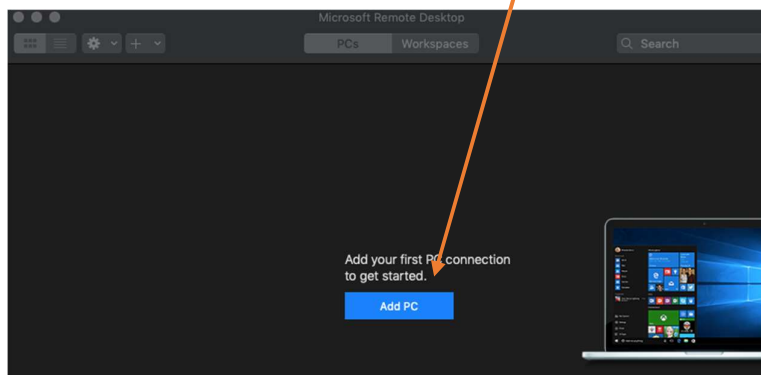 Microsoft Remote Desktop
PCs
Workspaces
Search
Add your first PC connection
to get started.
Add PC